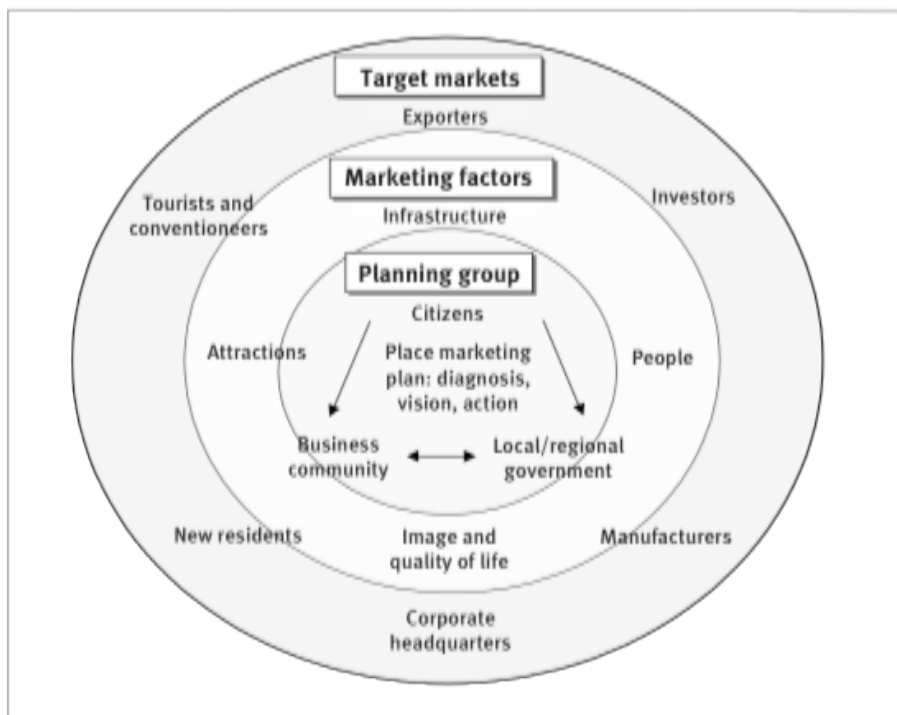 Target markets
Exporters
Marketing factors
Tourists and
conventioneers
Investors
Infrastructure
Planning group
Citizens
Attractions
Place marketing
plan: diagnosis,
vision, action
People
Business
community
Local/regional
government
New residents
Image and
quality of life
Manufacturers
Corporate
headquarters